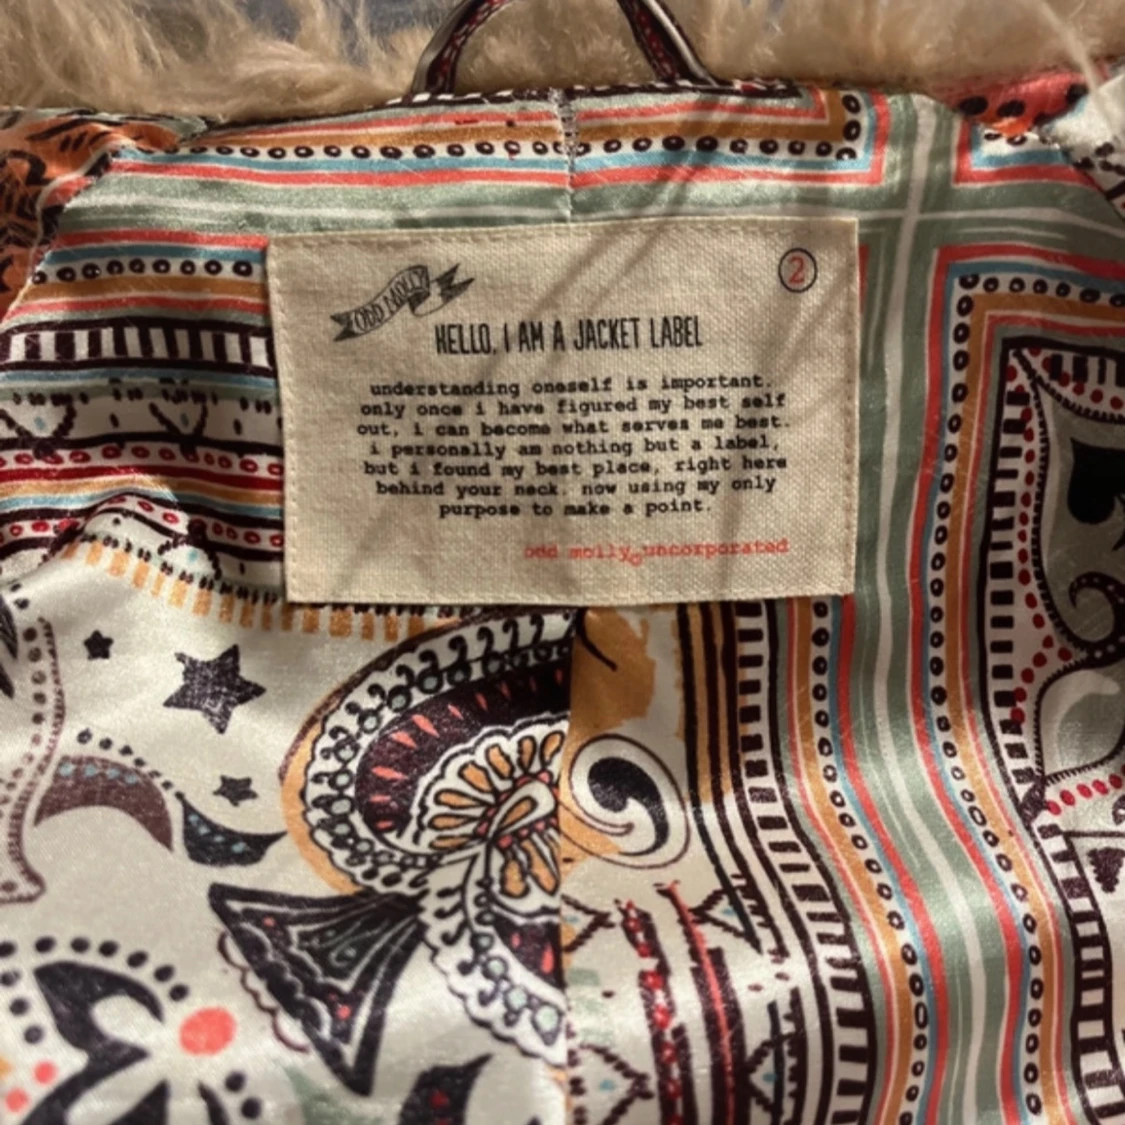 ODD MOLLY
2
HELLO, I AM A JACKET LABEL
understanding oneself is important.
only once i have figured my best self
out, i can become what serves me best.
i personally am nothing but a label,
but i found my best place, right here
behind your neck. now using my only
purpose to make a point.
odd molly uncorporated